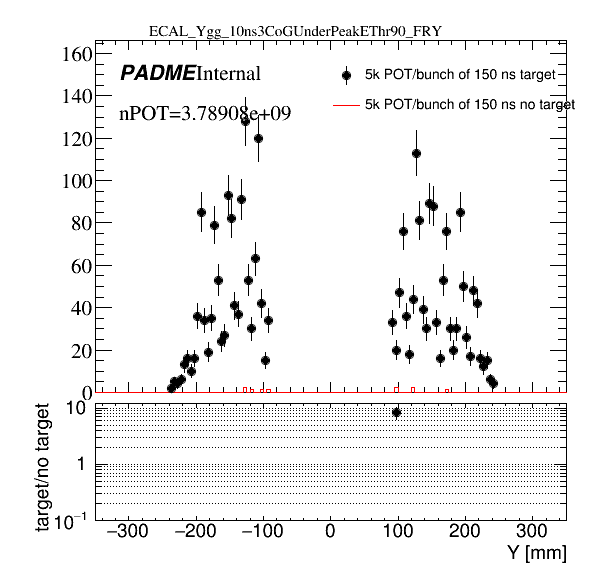 ECAL_Ygg_10ns3CoGUnderPeakEThr90_FRY
160
PADME Internal
5k POT/bunch of 150 ns target
140
5k POT/bunch of 150 ns no target
nPOT=3.78908e+09
120
100
80
60
40
20
0
target/no target
10
1
10⁻¹
−300 −200 −100 0 100 200 300
Y [mm]